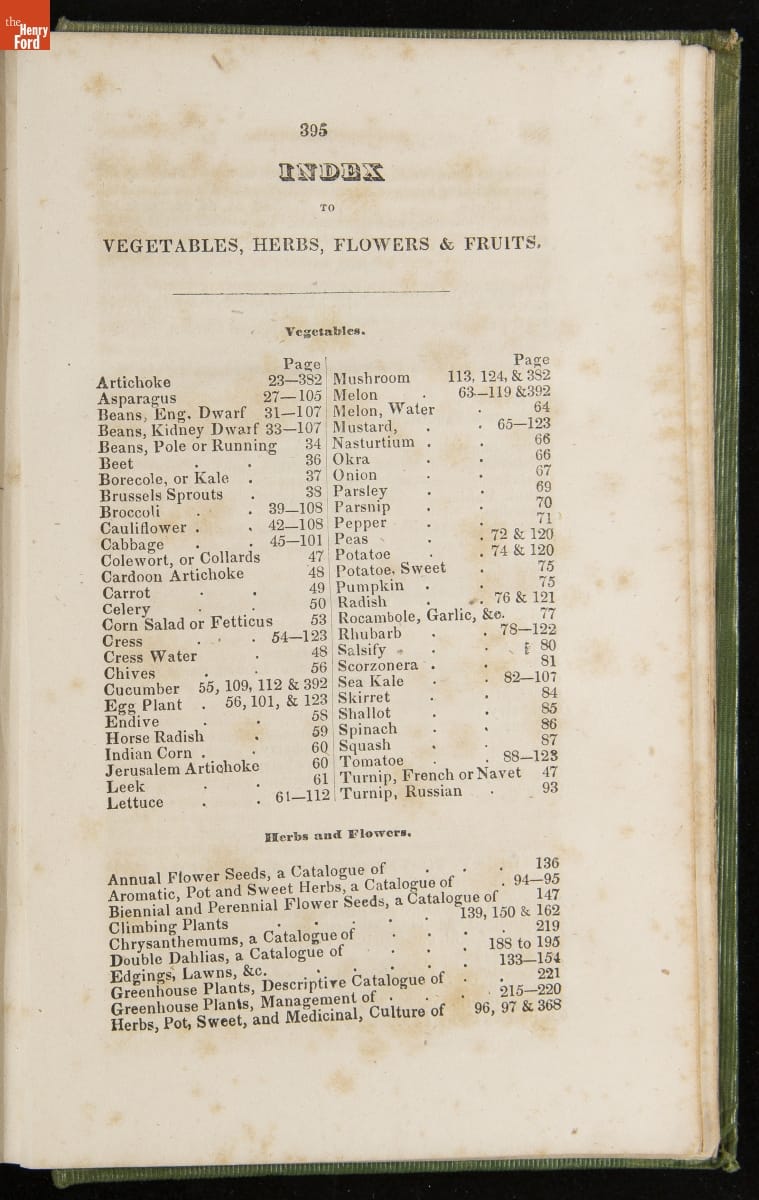 the
Henry
Ford
395
INDEX
TO
VEGETABLES, HERBS, FLOWERS & FRUITS.
Vegetables.
Page
Artichoke 23—382
Asparagus 27—105
Beans, Eng. Dwarf 31—107
Beans, Kidney Dwarf 33—107
Beans, Pole or Running 34
Beet . . 36
Borecole, or Kale . 37
Brussels Sprouts . 38
Broccoli . . 39—108
Cauliflower . . 42—108
Cabbage . . 45—101
Colewort, or Collards 47
Cardoon Artichoke 48
Carrot . . 49
Celery . . 50
Corn Salad or Fetticus 53
Cress . . 54—123
Cress Water . 48
Chives . . 56
Cucumber 55, 109, 112 & 392
Egg Plant . 56, 101, & 123
Endive . . 58
Horse Radish . 59
Indian Corn . . 60
Jerusalem Artichoke 60
Leek . . 61
Lettuce . . 61—112
Page
Mushroom 113, 124, & 382
Melon . 63—119 &392
Melon, Water . 64
Mustard, . . 65—123
Nasturtium . . 66
Okra . . 66
Onion . . 67
Parsley . . 69
Parsnip . . 70
Pepper . . 71
Peas . . 72 & 120
Potatoe . . 74 & 120
Potatoe, Sweet . 75
Pumpkin . . 75
Radish . . 76 & 121
Rocambole, Garlic, &c. 77
Rhubarb . . 78—122
Salsify . . . 80
Scorzonera . . 81
Sea Kale . . 82—107
Skirret . . 84
Shallot . . 85
Spinach . . 86
Squash . . 87
Tomatoe . . 88—123
Turnip, French or Navet 47
Turnip, Russian . 93
Herbs and Flowers.
Annual Flower Seeds, a Catalogue of . . . 136
Aromatic, Pot and Sweet Herbs, a Catalogue of . 94—95
Biennial and Perennial Flower Seeds, a Catalogue of 147
Climbing Plants . . . . 139, 150 & 162
Chrysanthemums, a Catalogue of . . . . 219
Double Dahlias, a Catalogue of . . . 188 to 195
Edgings, Lawns, &c. . . . . 133—154
Greenhouse Plants, Descriptive Catalogue of . . 221
Greenhouse Plants, Management of . . . . 215—220
Herbs, Pot, Sweet, and Medicinal, Culture of 96, 97 & 368